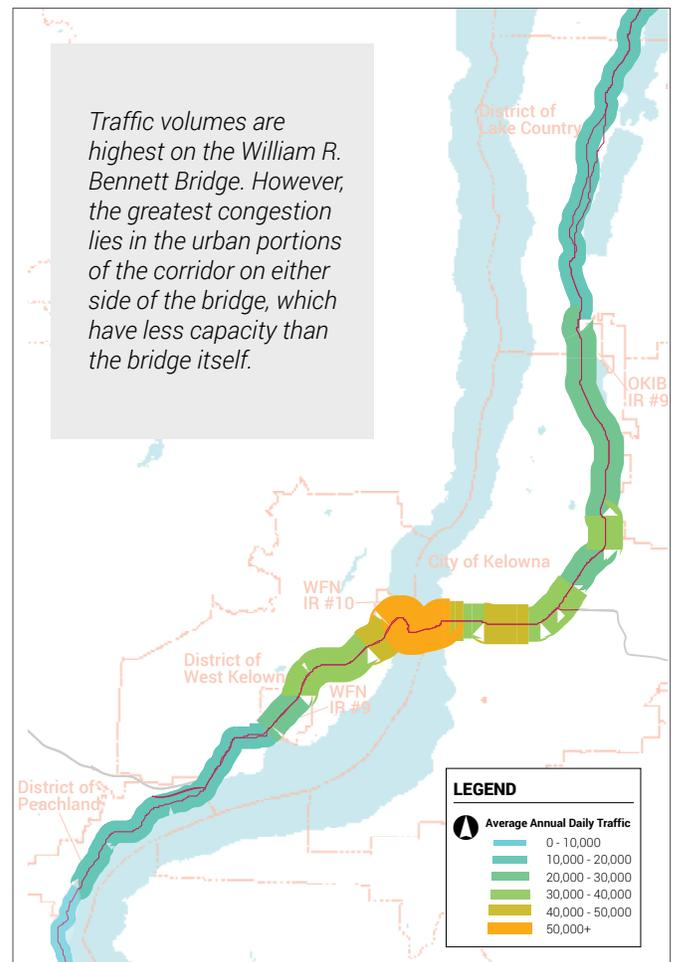 Traffic volumes are
highest on the William R.
Bennett Bridge. However,
the greatest congestion
lies in the urban portions
of the corridor on either
side of the bridge, which
have less capacity than
the bridge itself.
District of
Lake Country
OKIB
IR #9
City of Kelowna
WFN
IR #10
District of
West Kelown
WFN
IR #9
District of
Peachland
LEGEND
Average Annual Daily Traffic
0 - 10,000
10,000 - 20,000
20,000 - 30,000
30,000 - 40,000
40,000 - 50,000
50,000+